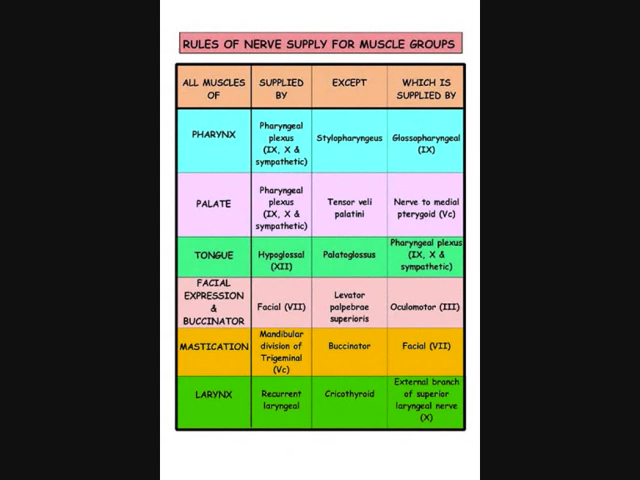 RULES OF NERVE SUPPLY FOR MUSCLE GROUPS
ALL MUSCLES OF
SUPPLIED BY
EXCEPT
WHICH IS SUPPLIED BY
PHARYNX
Pharyngeal plexus (IX, X & sympathetic)
Stylopharyngeus
Glossopharyngeal (IX)
PALATE
Pharyngeal plexus (IX, X & sympathetic)
Tensor veli palatini
Nerve to medial pterygoid (Vc)
TONGUE
Hypoglossal (XII)
Palatoglossus
Pharyngeal plexus (IX, X & sympathetic)
FACIAL EXPRESSION & BUCCINATOR
Facial (VII)
Levator palpebrae superioris
Oculomotor (III)
MASTICATION
Mandibular division of Trigeminal (Vc)
Buccinator
Facial (VII)
LARYNX
Recurrent laryngeal
Cricothyroid
External branch of superior laryngeal nerve (X)